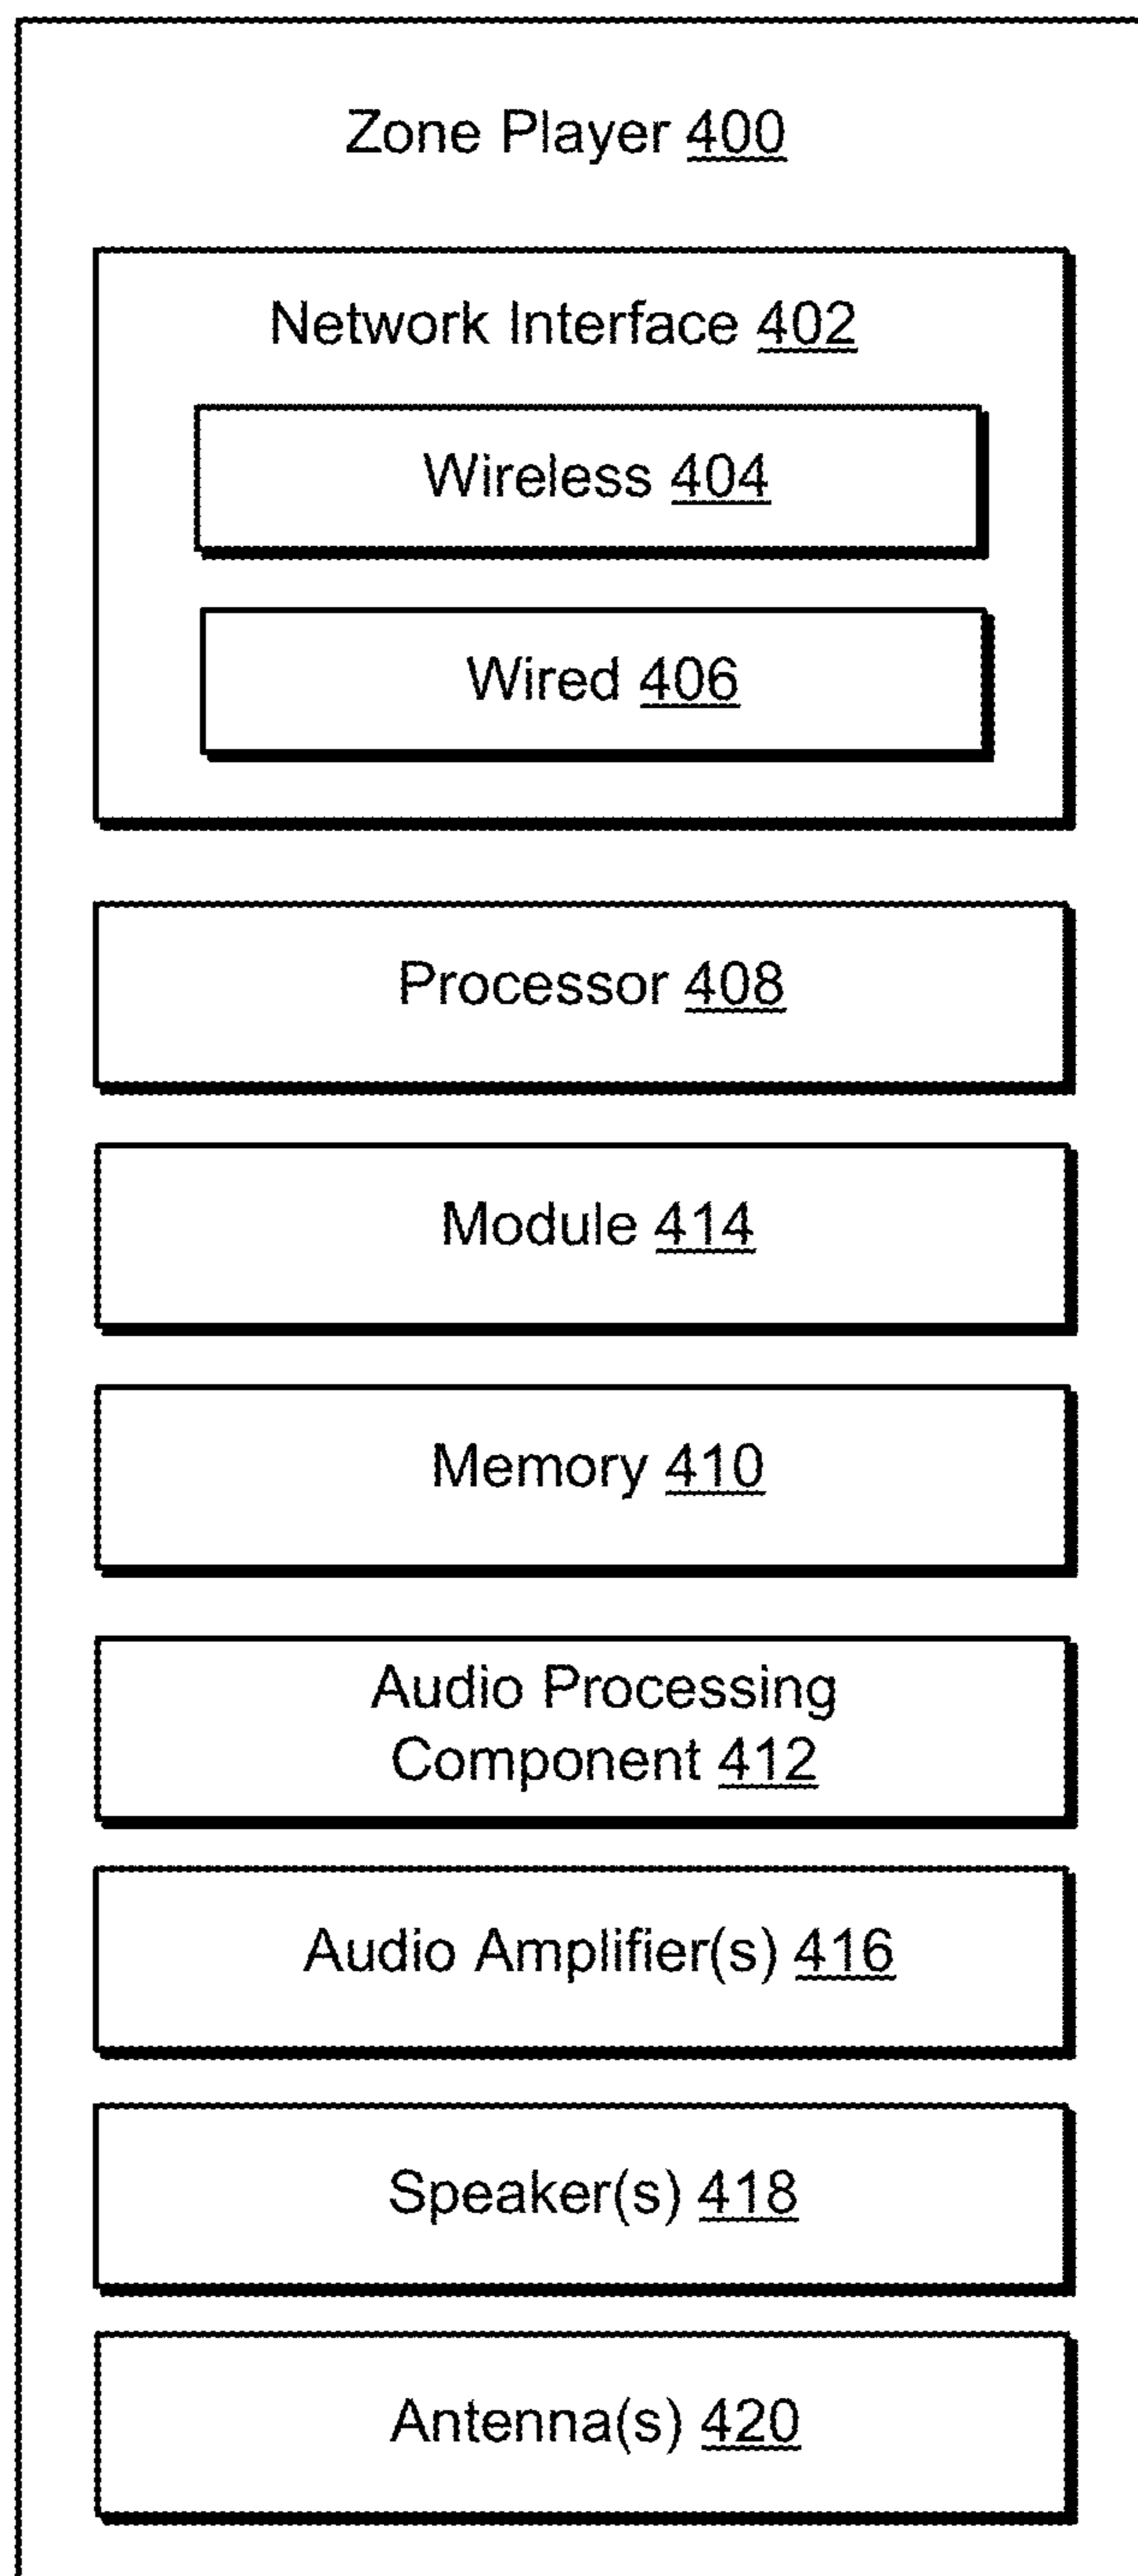 Zone Player 400
Network Interface 402
Wireless 404
Wired 406
Processor 408
Module 414
Memory 410
Audio Processing
Component 412
Audio Amplifier(s) 416
Speaker(s) 418
Antenna(s) 420